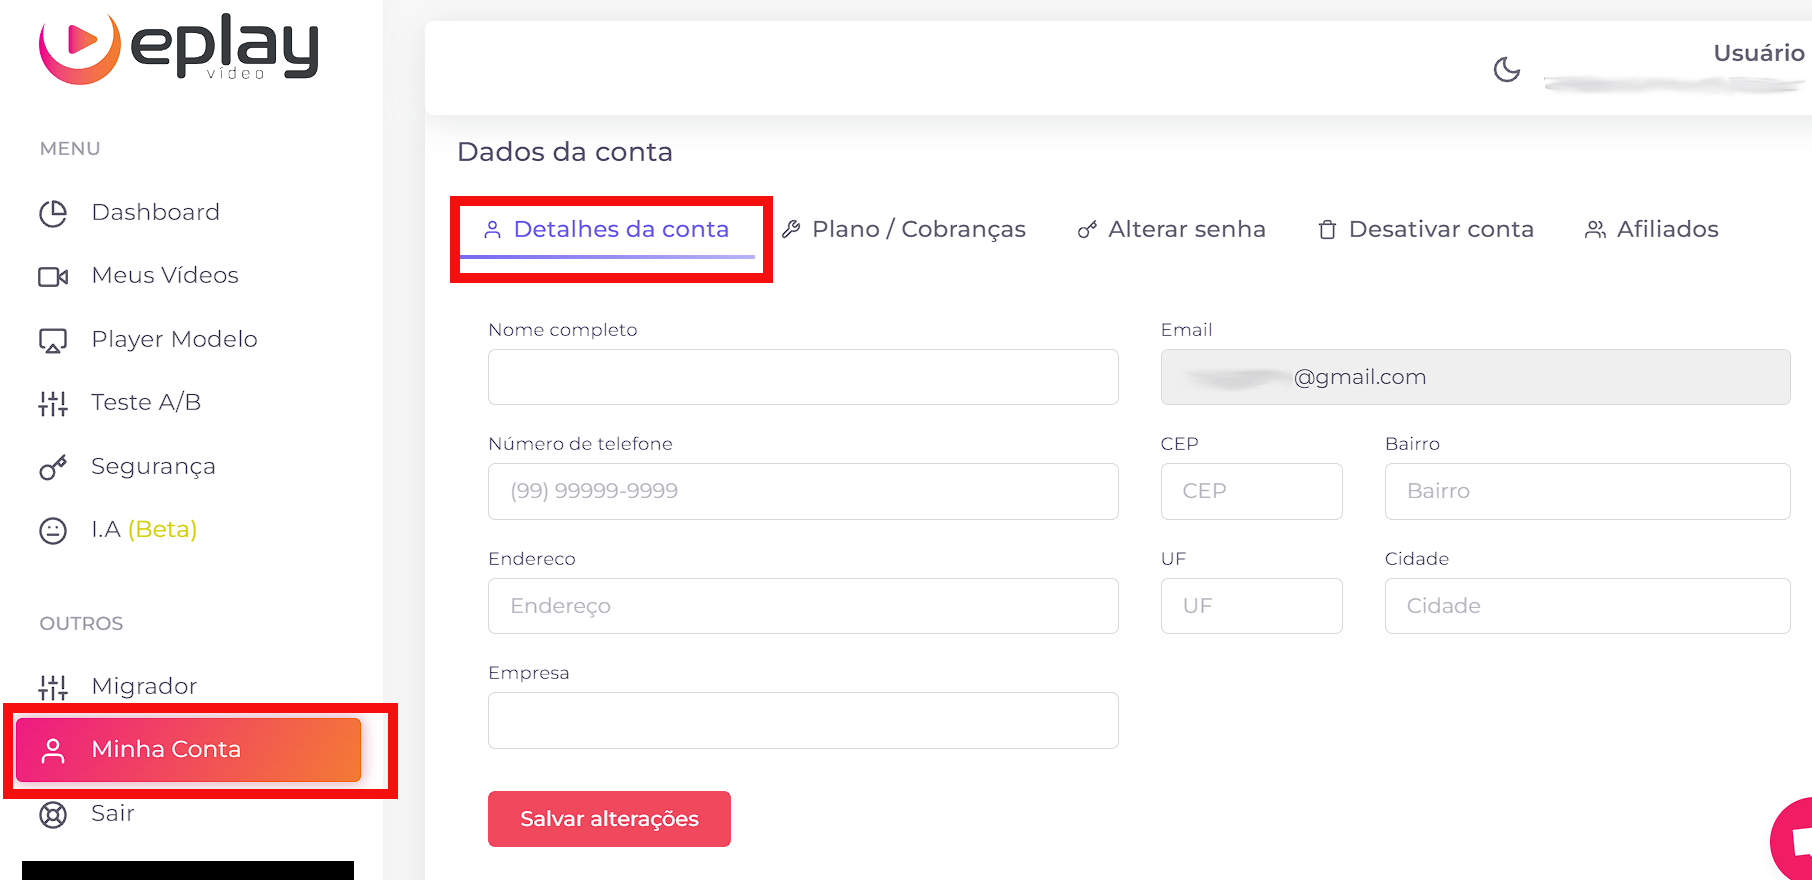 eplay
vídeo
MENU
Dashboard
Meus Vídeos
Player Modelo
Teste A/B
Segurança
I.A (Beta)
OUTROS
Migrador
Minha Conta
Sair
Usuário
Dados da conta
Detalhes da conta Plano / Cobranças Alterar senha Desativar conta Afiliados
Nome completo Email
@gmail.com
Número de telefone CEP Bairro
(99) 99999-9999 CEP Bairro
Endereco UF Cidade
Endereço UF Cidade
Empresa
Salvar alterações